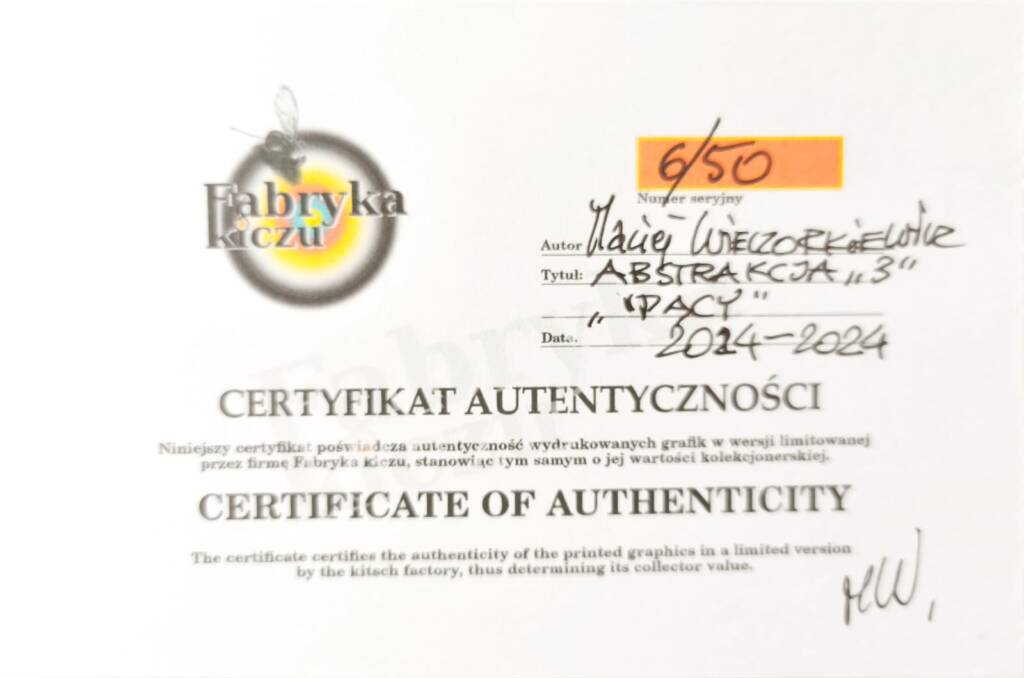 Fabryka
kiczu
6/50
Numer seryjny
Autor Maciej Wieczorkiewicz
Tytuł: ABSTRAKCJA „3"
Data. 2024-2024
CERTYFIKAT AUTENTYCZNOŚCI
Niniejszy certyfikat poświadcza autentyczność wydrukowanych grafik w wersji limitowanej
przez firmę Fabryka kiczu, stanowiąc tym samym o jej wartości kolekcjonerskiej.
CERTIFICATE OF AUTHENTICITY
The certificate certifies the authenticity of the printed graphics in a limited version
by the kitsch factory, thus determining its collector value.
MW,